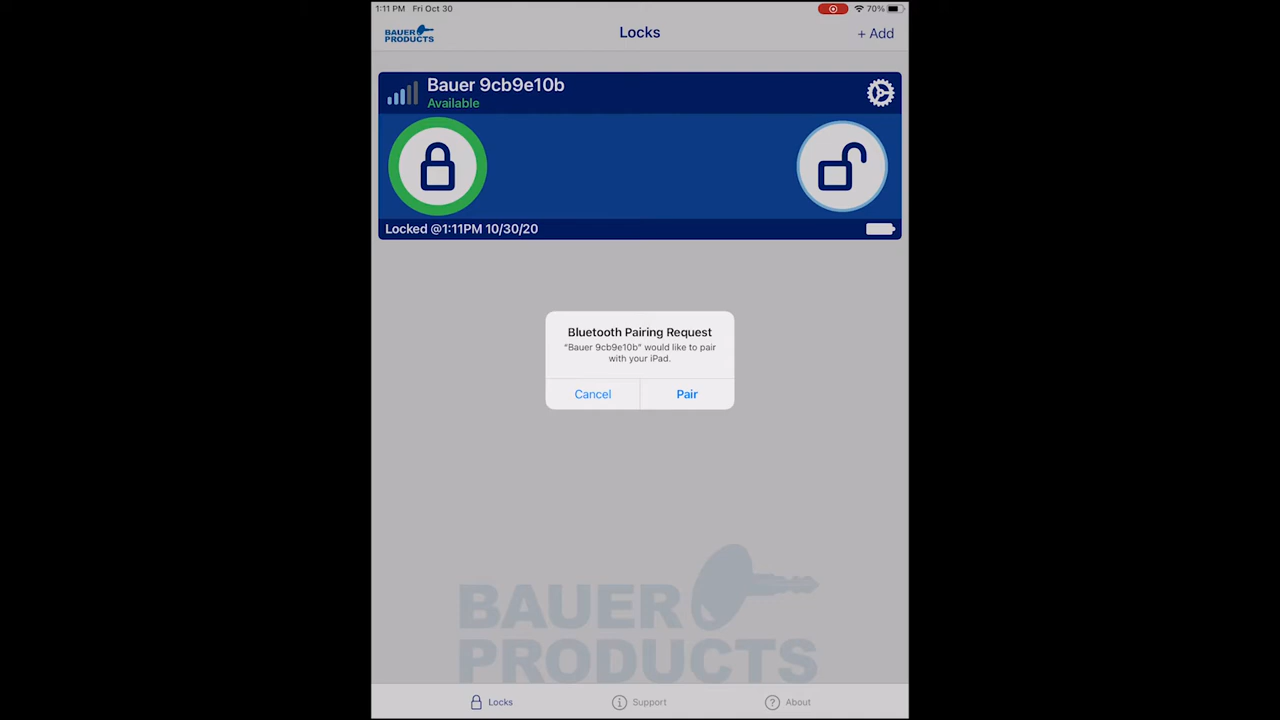 1:11 PM Fri Oct 30 70%
BAUER
PRODUCTS
Locks
+ Add
Bauer 9cb9e10b
Available
Locked @1:11PM 10/30/20
Bluetooth Pairing Request
"Bauer 9cb9e10b" would like to pair
with your iPad.
Cancel Pair
BAUER
PRODUCTS
Locks Support About